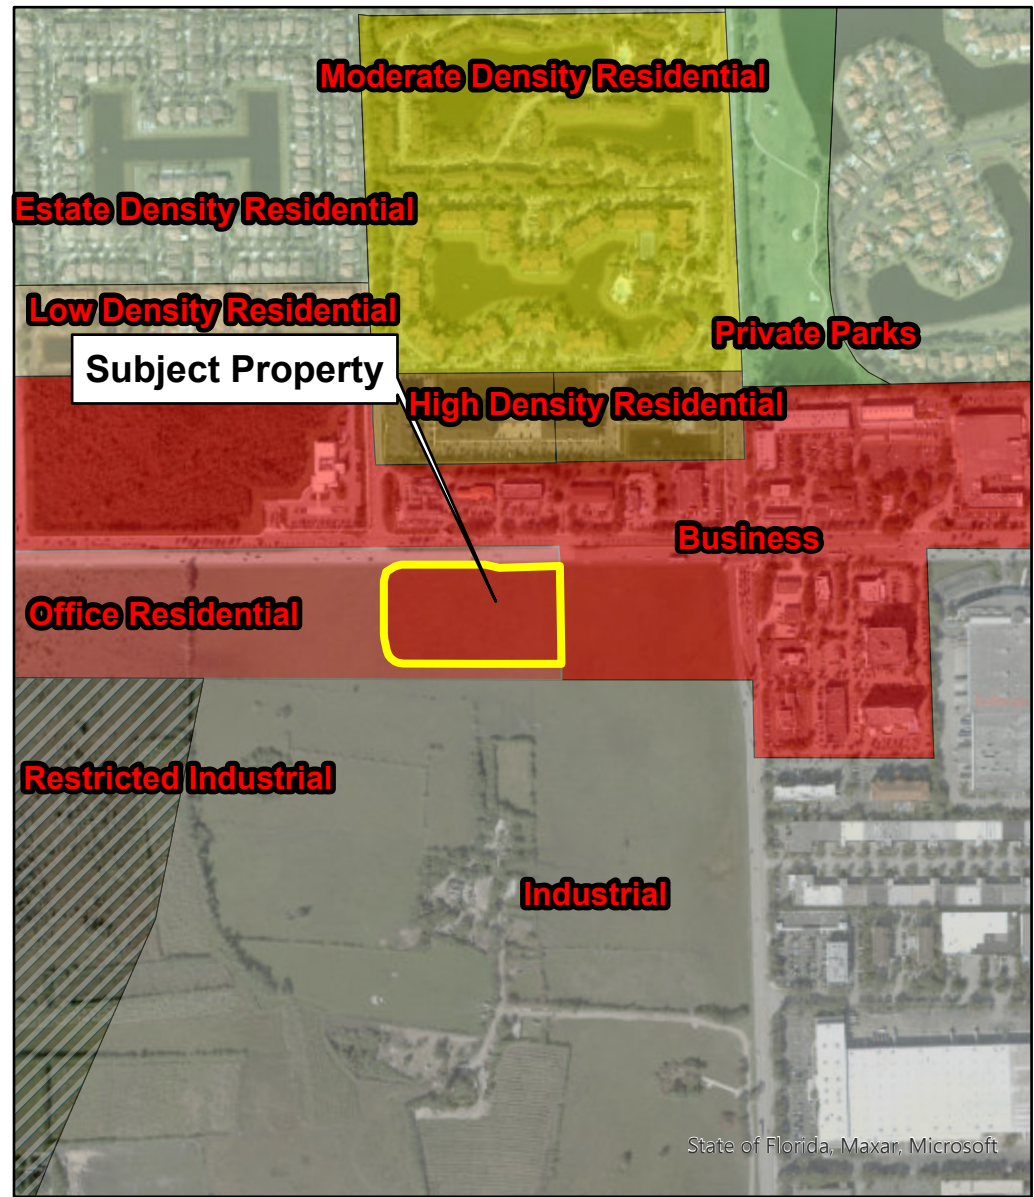 Moderate Density Residential
Estate Density Residential
Low Density Residential
Private Parks
Subject Property
High Density Residential
Business
Office Residential
Restricted Industrial
Industrial
State of Florida, Maxar, Microsoft